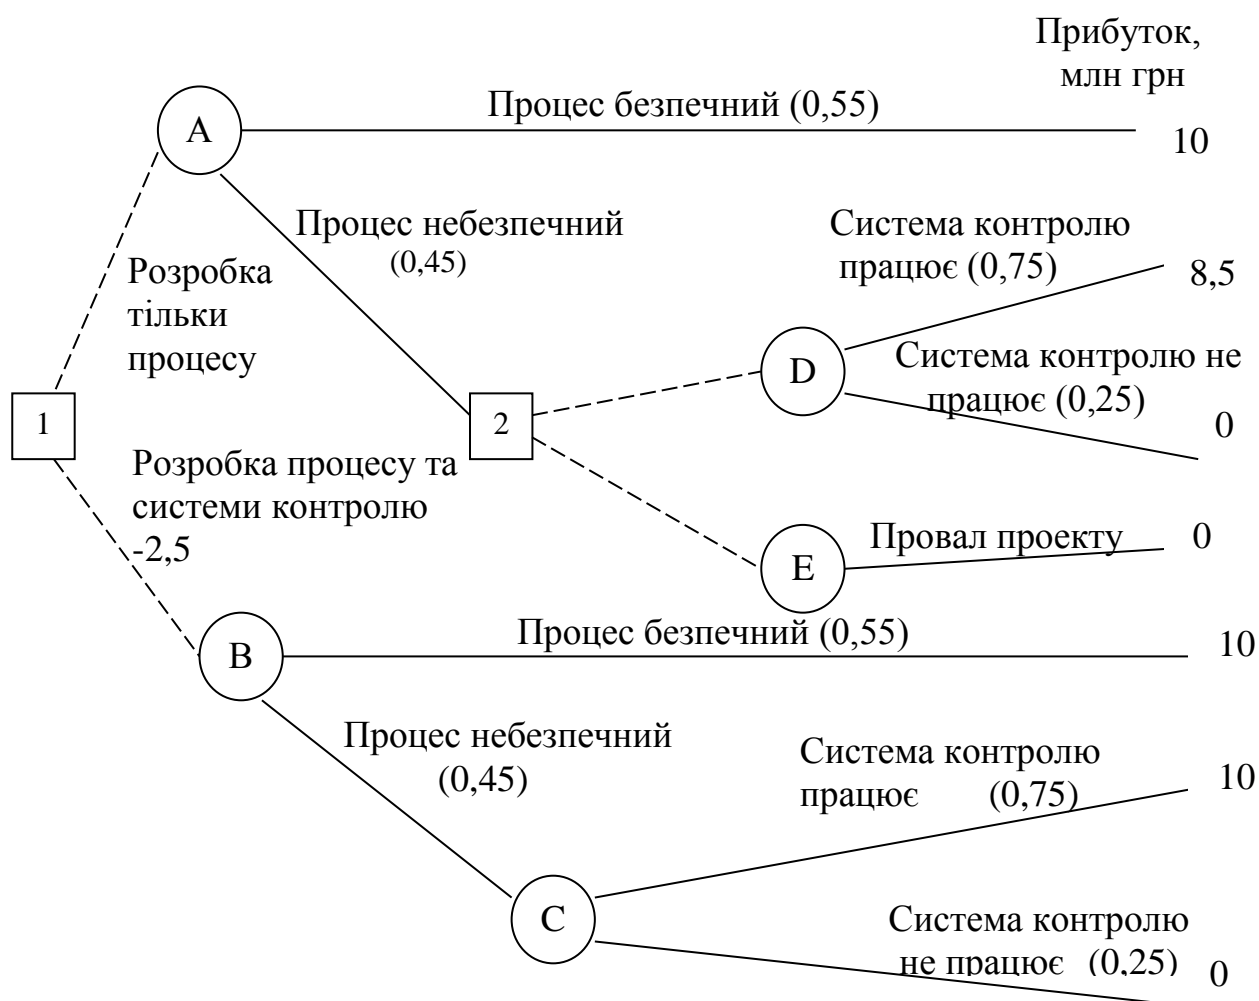 Прибуток,
млн грн
A
Процес безпечний (0,55)
10
Процес небезпечний
(0,45)
Система контролю
працює (0,75)
8,5
Розробка
тільки
процесу
D
Система контролю не
працює (0,25)
0
1
2
Розробка процесу та
системи контролю
-2,5
E
Провал проекту
0
B
Процес безпечний (0,55)
10
Процес небезпечний
(0,45)
Система контролю
працює (0,75)
10
C
Система контролю
не працює (0,25)
0